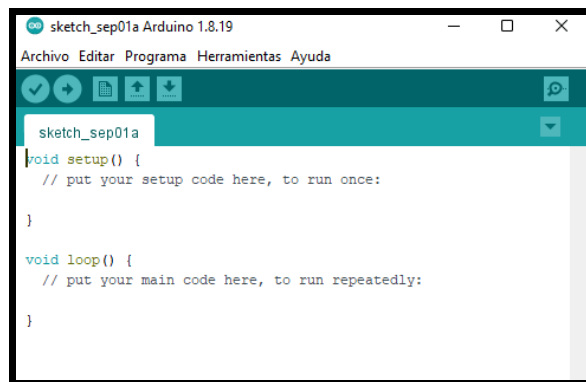 sketch_sep01a Arduino 1.8.19
Archivo Editar Programa Herramientas Ayuda
sketch_sep01a
void setup() {
  // put your setup code here, to run once:
}
void loop() {
  // put your main code here, to run repeatedly:
}